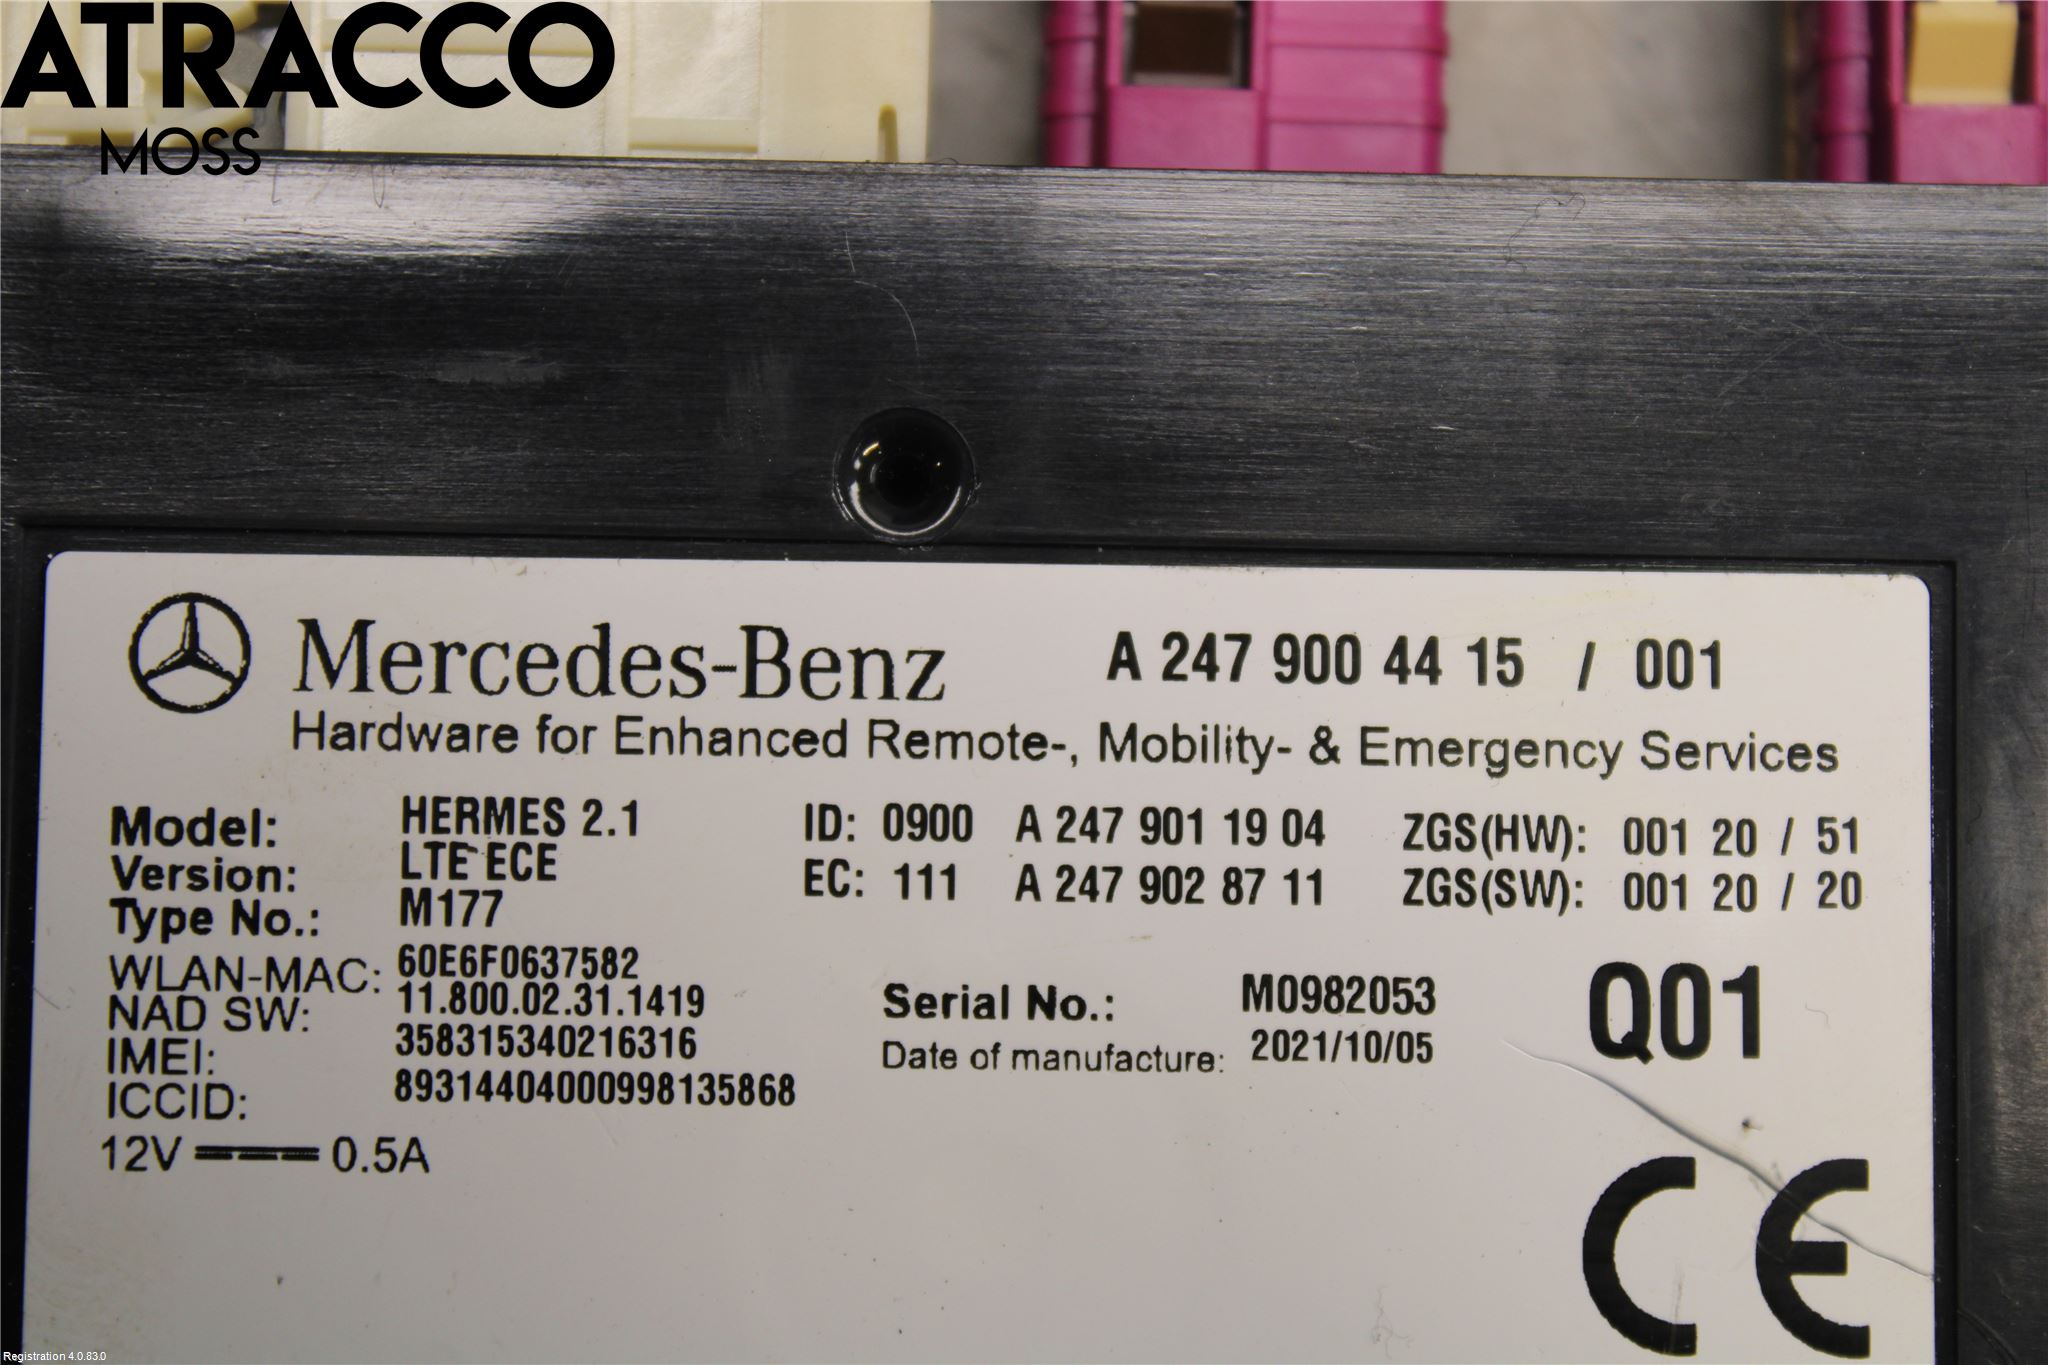 ATRACCO
MOSS
Mercedes-Benz A 247 900 44 15 / 001
Hardware for Enhanced Remote-, Mobility- & Emergency Services
Model: HERMES 2.1 ID: 0900 A 247 901 19 04 ZGS(HW): 001 20 / 51
Version: LTE ECE EC: 111 A 247 902 87 11 ZGS(SW): 001 20 / 20
Type No.: M177
WLAN-MAC: 60E6F0637582
NAD SW: 11.800.02.31.1419 Serial No.: M0982053 Q01
IMEI: 358315340216316 Date of manufacture: 2021/10/05
ICCID: 89314404000998135868
12V 0.5A
CE
Registration 4.0.83.0